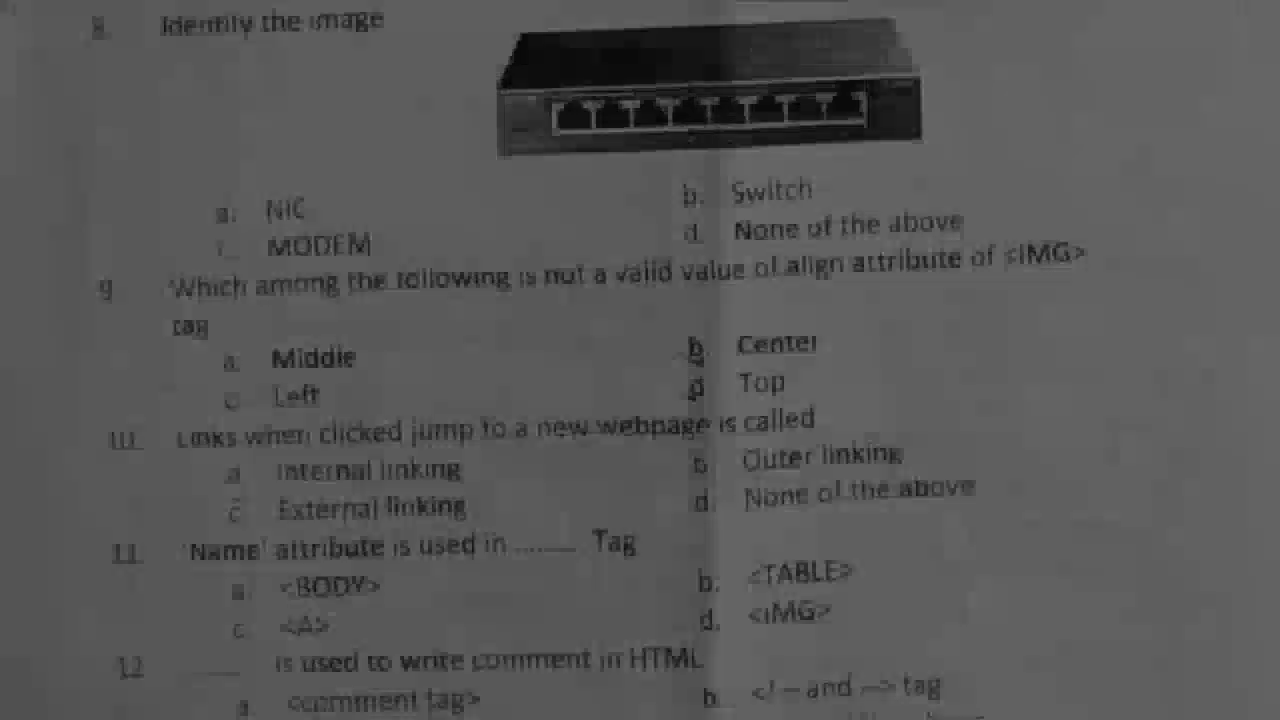 8. Identify the image
a. NIC
b. Switch
c. MODEM
d. None of the above
9. Which among the following is not a valid value of align attribute of <IMG>
tag
a. Middle
b. Center
c. Left
d. Top
10. Links when clicked jump to a new webpage is called
a. Internal linking
b. Outer linking
c. External linking
d. None of the above
11. 'Name' attribute is used in ........ Tag
a. <BODY>
b. <TABLE>
c. <A>
d. <IMG>
12. ____ is used to write comment in HTML
a. <comment tag>
b. <!-- and --> tag